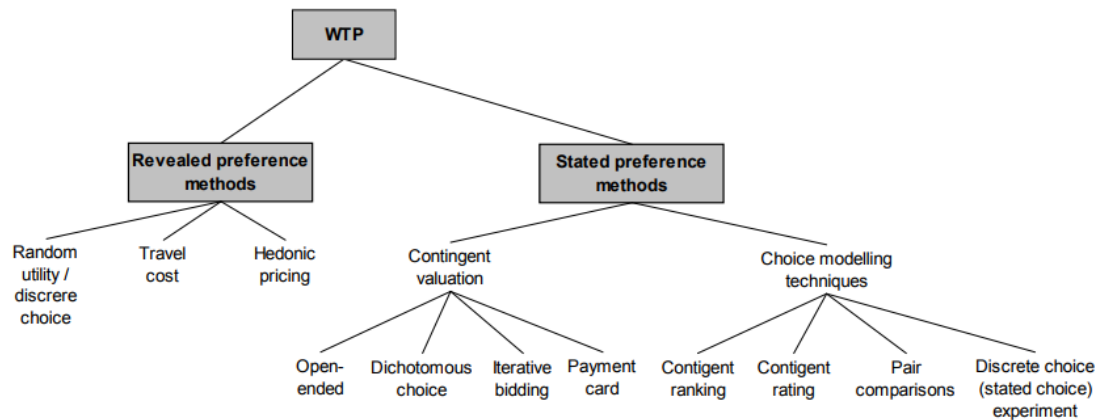 WTP
Revealed preference
methods
Stated preference
methods
Random
utility /
discrere
choice
Travel
cost
Hedonic
pricing
Contingent
valuation
Choice modelling
techniques
Open-
ended
Dichotomous
choice
Iterative
bidding
Payment
card
Contigent
ranking
Contigent
rating
Pair
comparisons
Discrete choice
(stated choice)
experiment